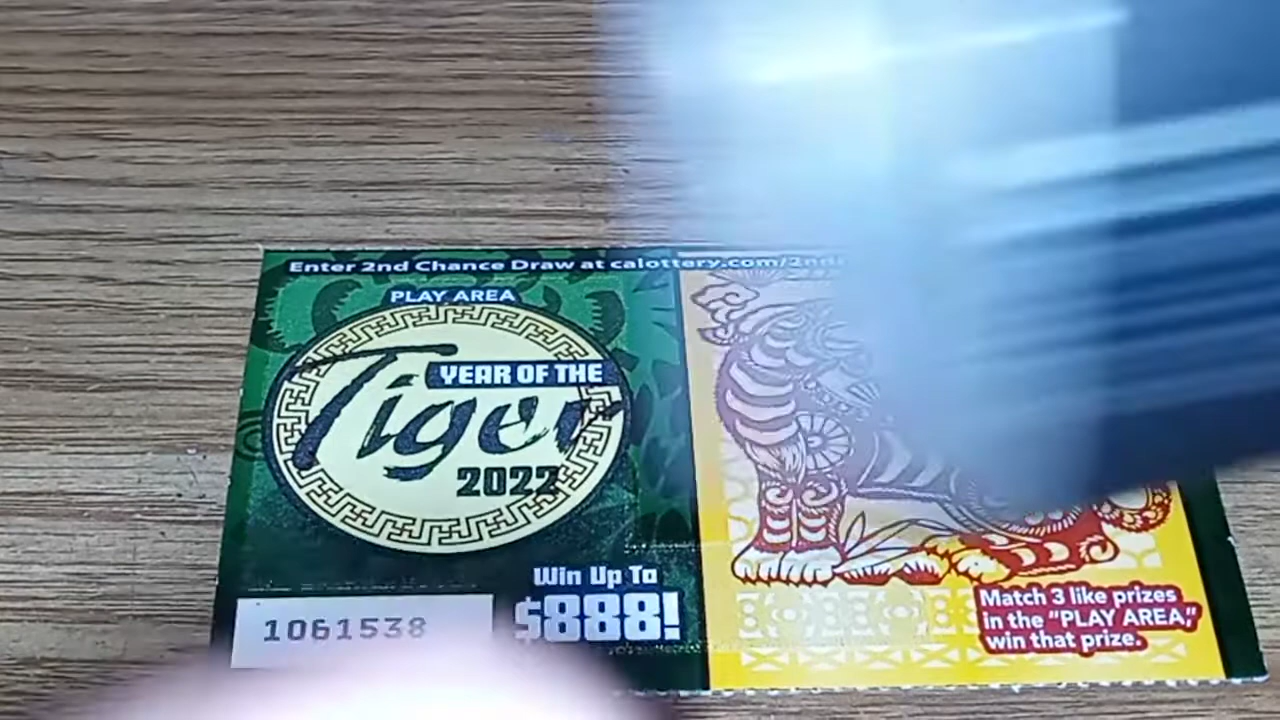 Enter 2nd Chance Draw at calottery.com/2nd
PLAY AREA
YEAR OF THE
Tiger
2022
Win Up To
$888!
1061538
Match 3 like prizes
in the "PLAY AREA,"
win that prize.